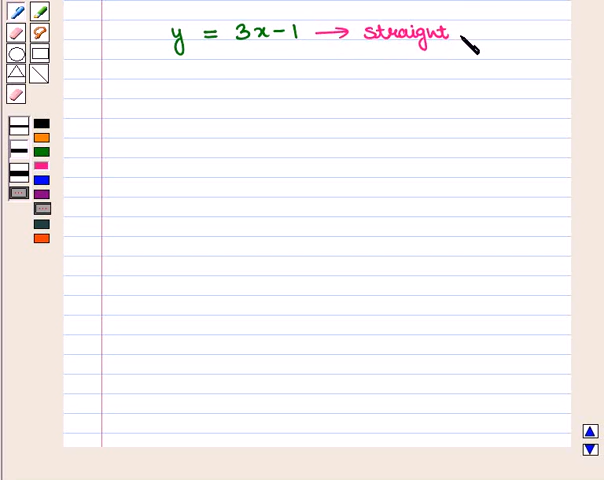 y = 3x - 1 → straight